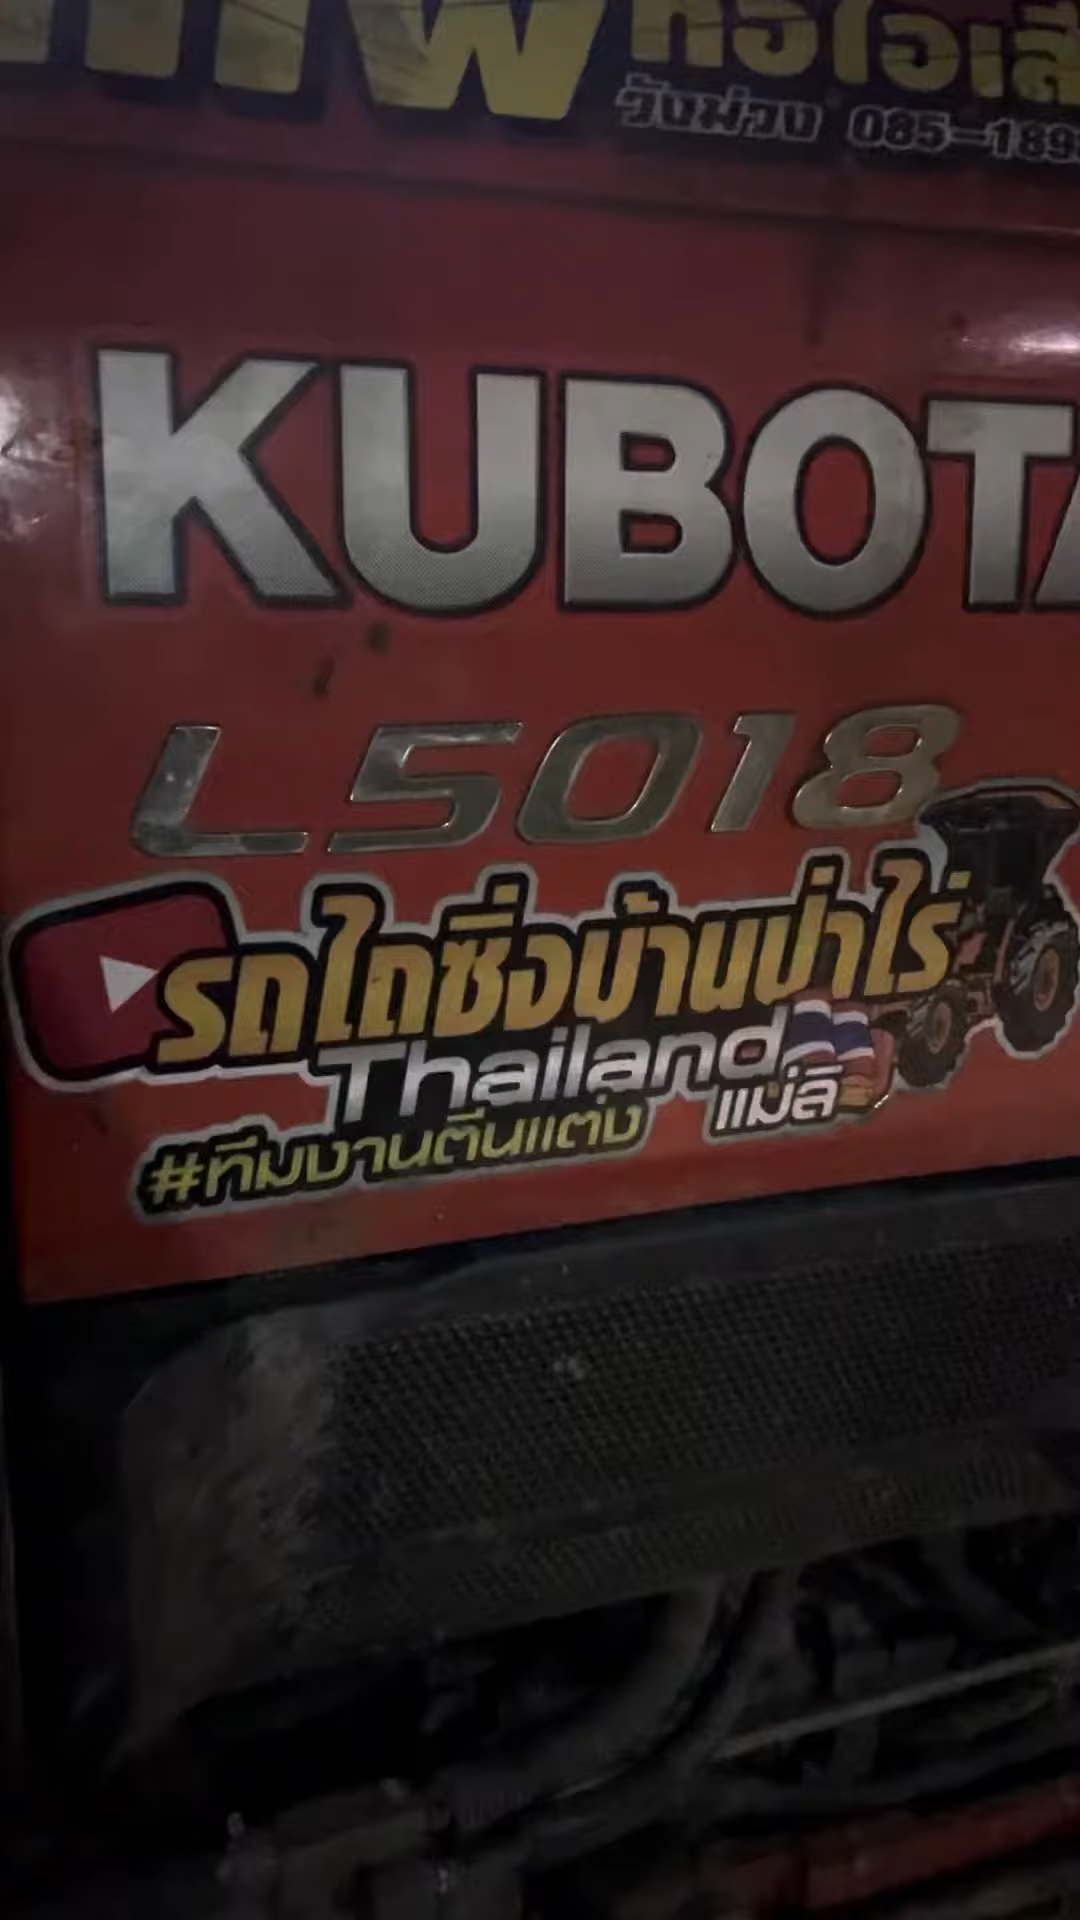 วังม่วง 085-189
KUBOTA
L5018
รถไถซิ่งบ้านป่าไร่
Thailand
แม่ลิ
#ทีมงานตีนแต่ง